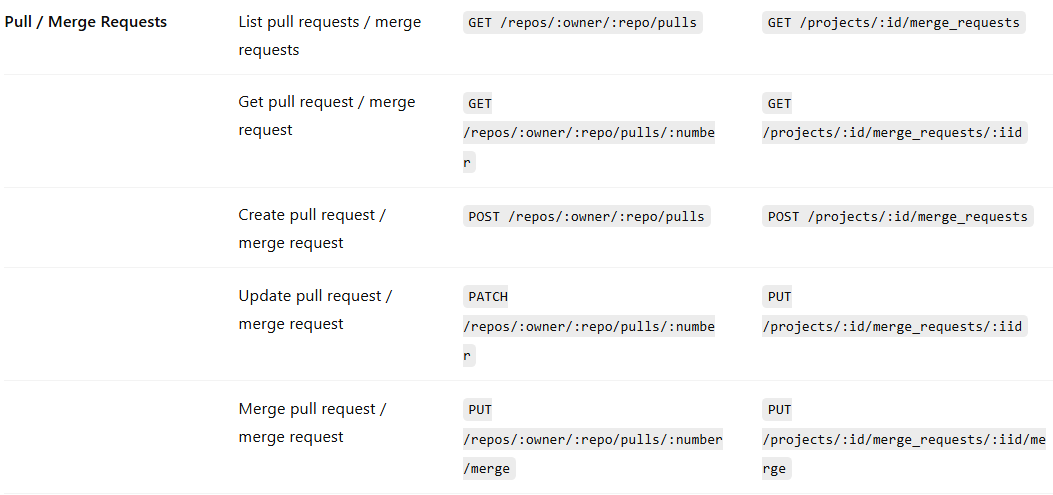 Pull / Merge Requests
List pull requests / merge
requests
GET /repos/:owner/:repo/pulls
GET /projects/:id/merge_requests
Get pull request / merge
request
GET
/repos/:owner/:repo/pulls/:numbe
r
GET
/projects/:id/merge_requests/:iid
Create pull request /
merge request
POST /repos/:owner/:repo/pulls
POST /projects/:id/merge_requests
Update pull request /
merge request
PATCH
/repos/:owner/:repo/pulls/:numbe
r
PUT
/projects/:id/merge_requests/:iid
Merge pull request /
merge request
PUT
/repos/:owner/:repo/pulls/:number
/merge
PUT
/projects/:id/merge_requests/:iid/me
rge